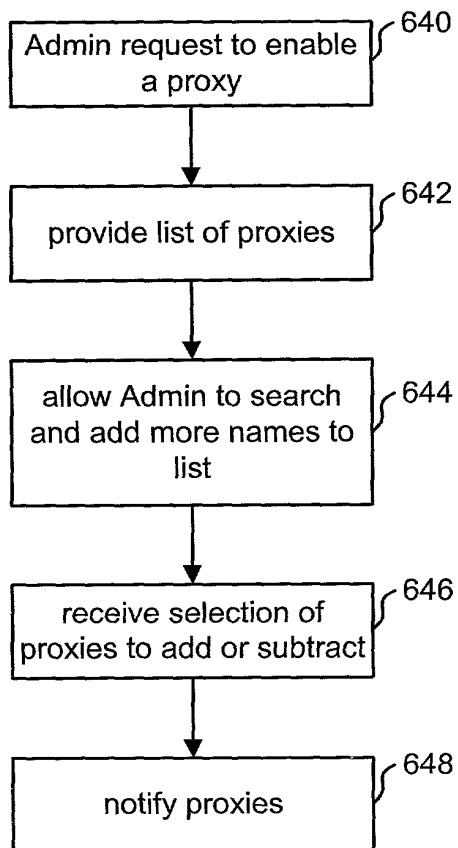 640
Admin request to enable
a proxy
642
provide list of proxies
644
allow Admin to search
and add more names to
list
646
receive selection of
proxies to add or subtract
648
notify proxies